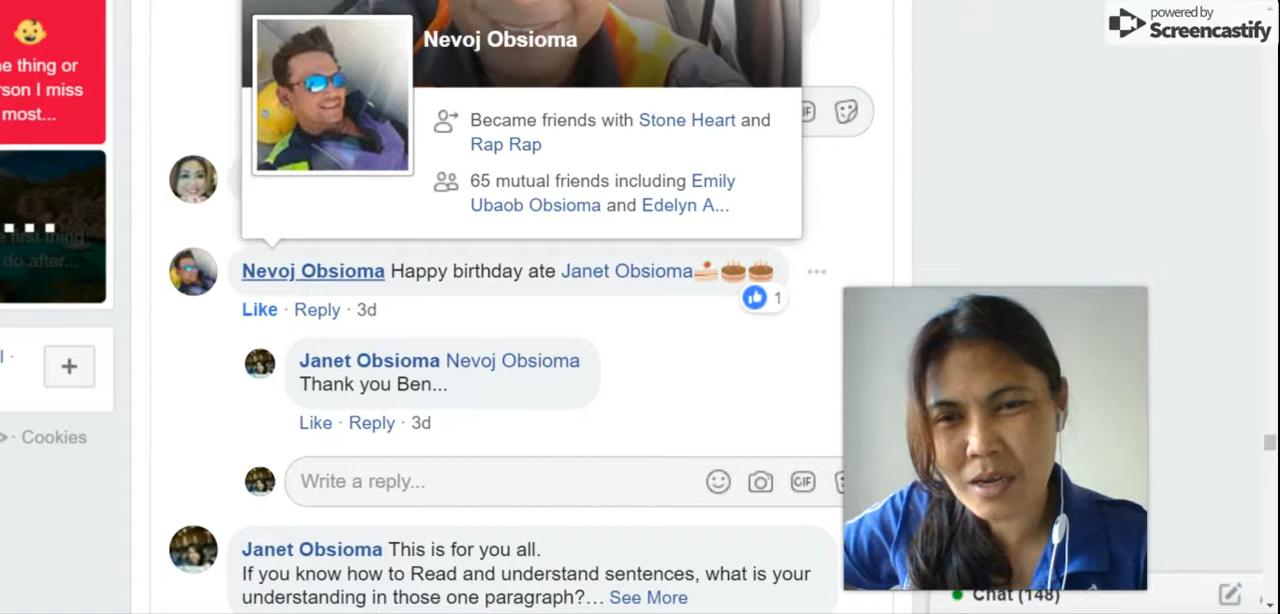 powered by
Screencastify
Nevoj Obsioma
ne thing or
rson I miss
most...
Became friends with Stone Heart and
Rap Rap
65 mutual friends including Emily
Ubaob Obsioma and Edelyn A...
e first thing
do after...
Nevoj Obsioma Happy birthday ate Janet Obsioma
1
Like · Reply · 3d
Janet Obsioma Nevoj Obsioma
Thank you Ben...
Like · Reply · 3d
· Cookies
Write a reply...
GIF
Janet Obsioma This is for you all.
If you know how to Read and understand sentences, what is your
understanding in those one paragraph?... See More
Chat (148)